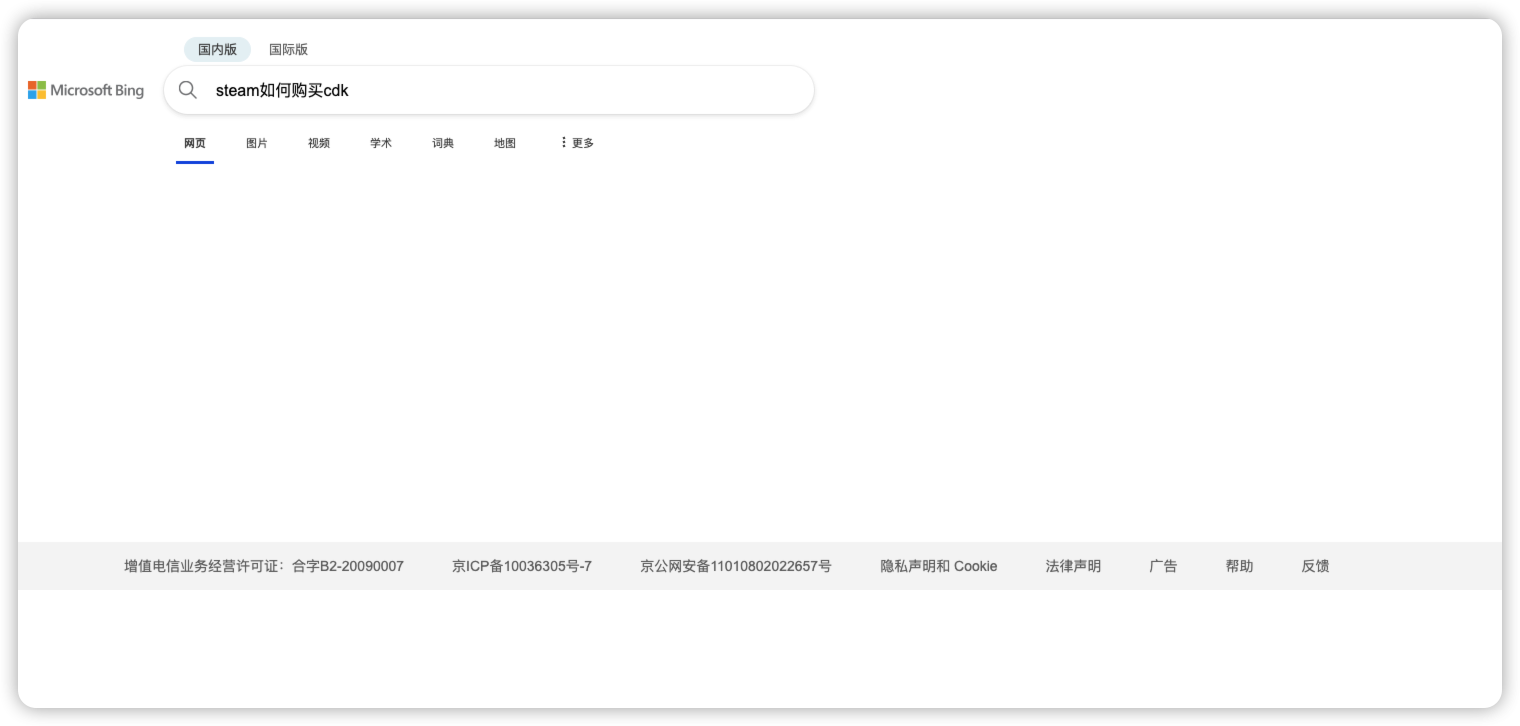 国内版 国际版
Microsoft Bing steam如何购买cdk
网页 图片 视频 学术 词典 地图 更多
增值电信业务经营许可证：合字B2-20090007 京ICP备10036305号-7 京公网安备11010802022657号 隐私声明和 Cookie 法律声明 广告 帮助 反馈